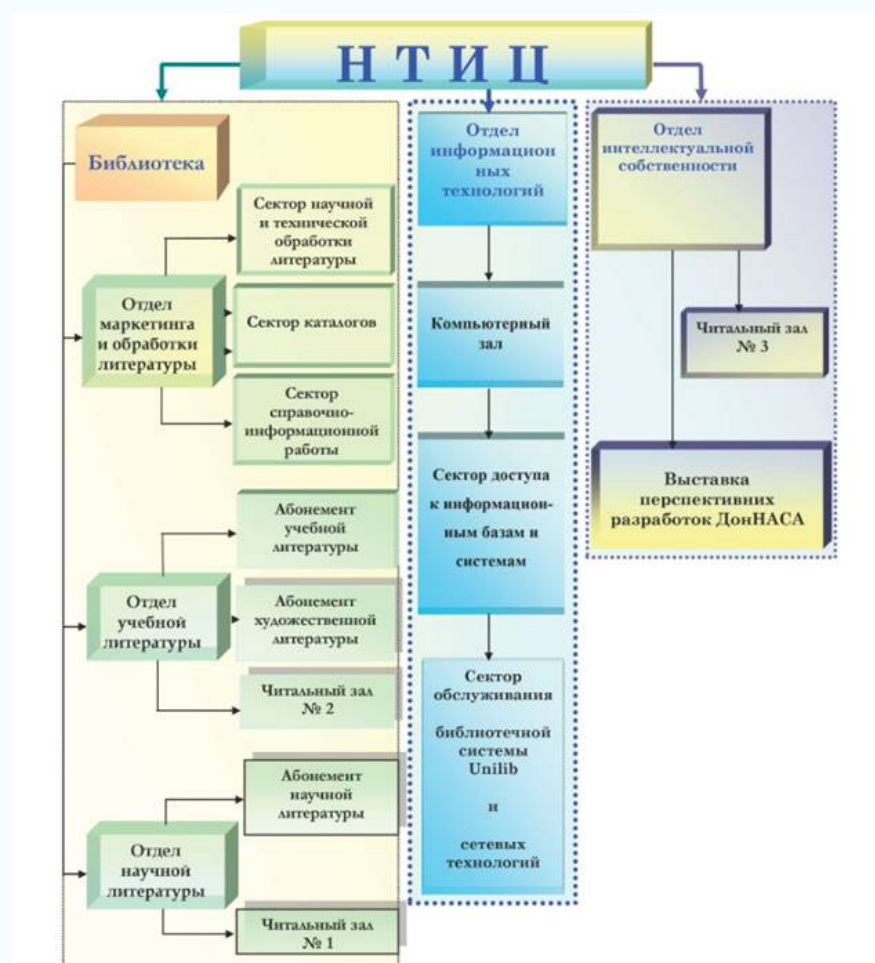 Н Т И Ц
Библиотека
Сектор научной
и технической
обработки
литературы
Отдел
маркетинга
и обработки
литературы
Сектор каталогов
Сектор
справочно-
информационной
работы
Абонемент
учебной
литературы
Отдел
учебной
литературы
Абонемент
художественной
литературы
Читальный зал
№ 2
Абонемент
научной
литературы
Отдел
научной
литературы
Читальный зал
№ 1
Отдел
информацион
ных
технологий
Компьютерный
зал
Сектор доступа
к информацион-
ным базам и
системам
Сектор
обслуживания
библиотечной
системы
Unilib
и
сетевых
технологий
Отдел
интеллектуальной
собственности
Читальный зал
№ 3
Выставка
перспективних
разработок ДонНАСА